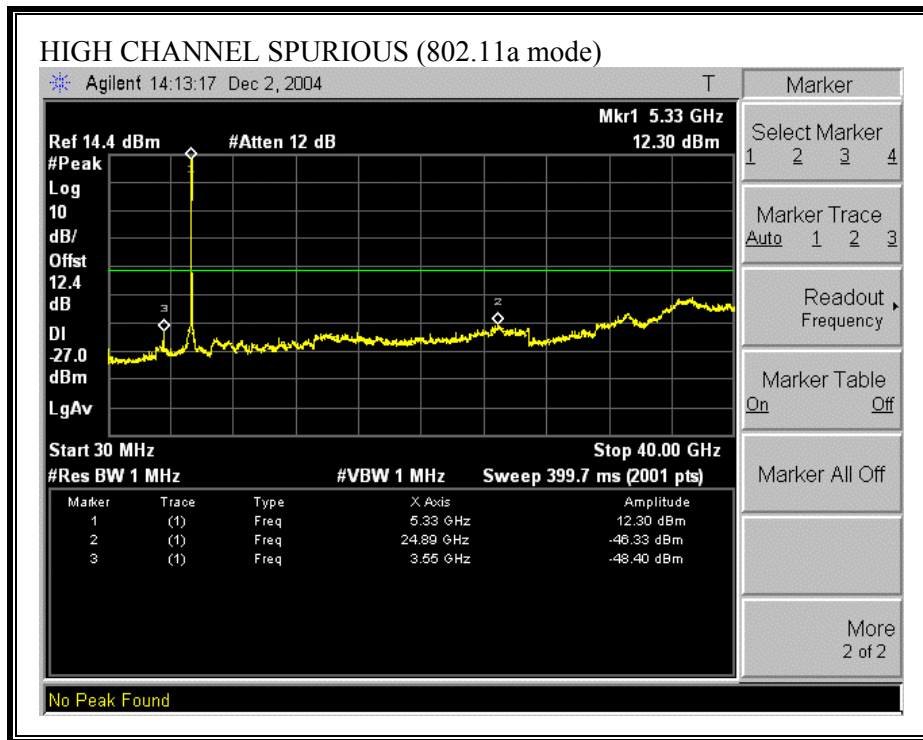 HIGH CHANNEL SPURIOUS (802.11a mode)
Agilent 14:13:17 Dec 2, 2004 T
Mkr1 5.33 GHz
Ref 14.4 dBm #Atten 12 dB 12.30 dBm
#Peak
Log
10
dB/
Offst
12.4
dB
DI
-27.0
dBm
LgAv
1
3
2
Start 30 MHz Stop 40.00 GHz
#Res BW 1 MHz #VBW 1 MHz Sweep 399.7 ms (2001 pts)
Marker Trace Type X Axis Amplitude
1 (1) Freq 5.33 GHz 12.30 dBm
2 (1) Freq 24.89 GHz -46.33 dBm
3 (1) Freq 3.55 GHz -48.40 dBm
No Peak Found
Marker
Select Marker
1 2 3 4
Marker Trace
Auto 1 2 3
Readout
Frequency
Marker Table
On Off
Marker All Off
More
2 of 2